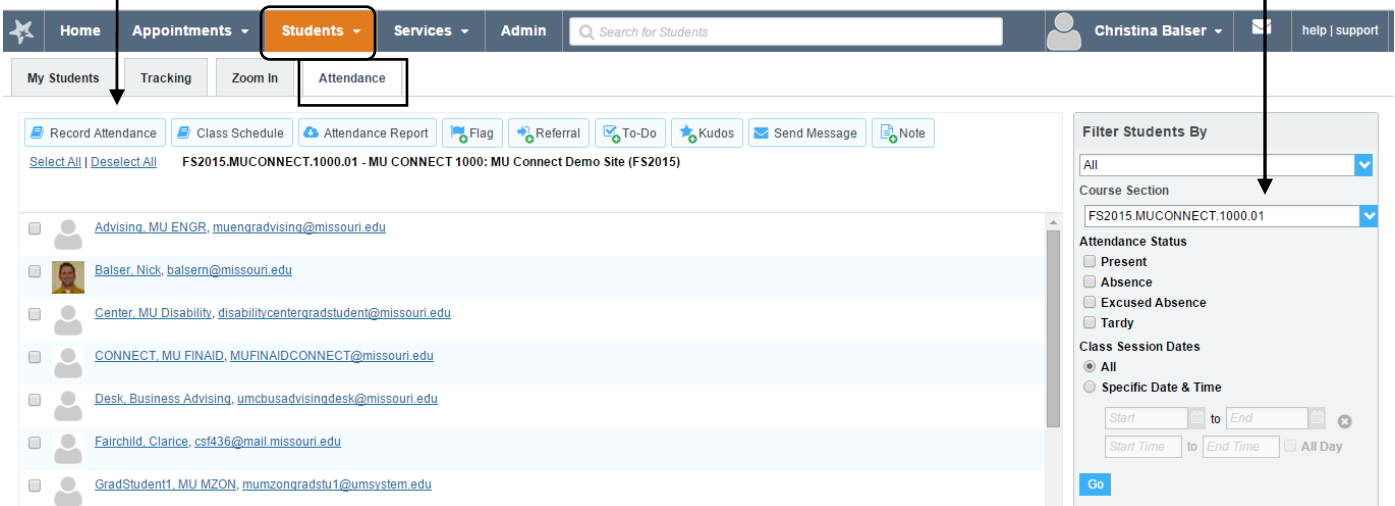 Home Appointments Students Services Admin Search for Students Christina Balser help | support
My Students Tracking Zoom In Attendance
Record Attendance Class Schedule Attendance Report Flag Referral To-Do Kudos Send Message Note
Select All | Deselect All FS2015.MUCONNECT.1000.01 - MU CONNECT 1000: MU Connect Demo Site (FS2015)
Advising, MU ENGR, muengradvising@missouri.edu
Balser, Nick, balsern@missouri.edu
Center, MU Disability, disabilitycentergradstudent@missouri.edu
CONNECT, MU FINAID, MUFINAIDCONNECT@missouri.edu
Desk, Business Advising, umcbusadvisingdesk@missouri.edu
Fairchild, Clarice, csf436@mail.missouri.edu
GradStudent1, MU MZON, mumzongradstu1@umsystem.edu
Filter Students By
All
Course Section
FS2015.MUCONNECT.1000.01
Attendance Status
Present
Absence
Excused Absence
Tardy
Class Session Dates
All
Specific Date & Time
Start to End
Start Time to End Time All Day
Go